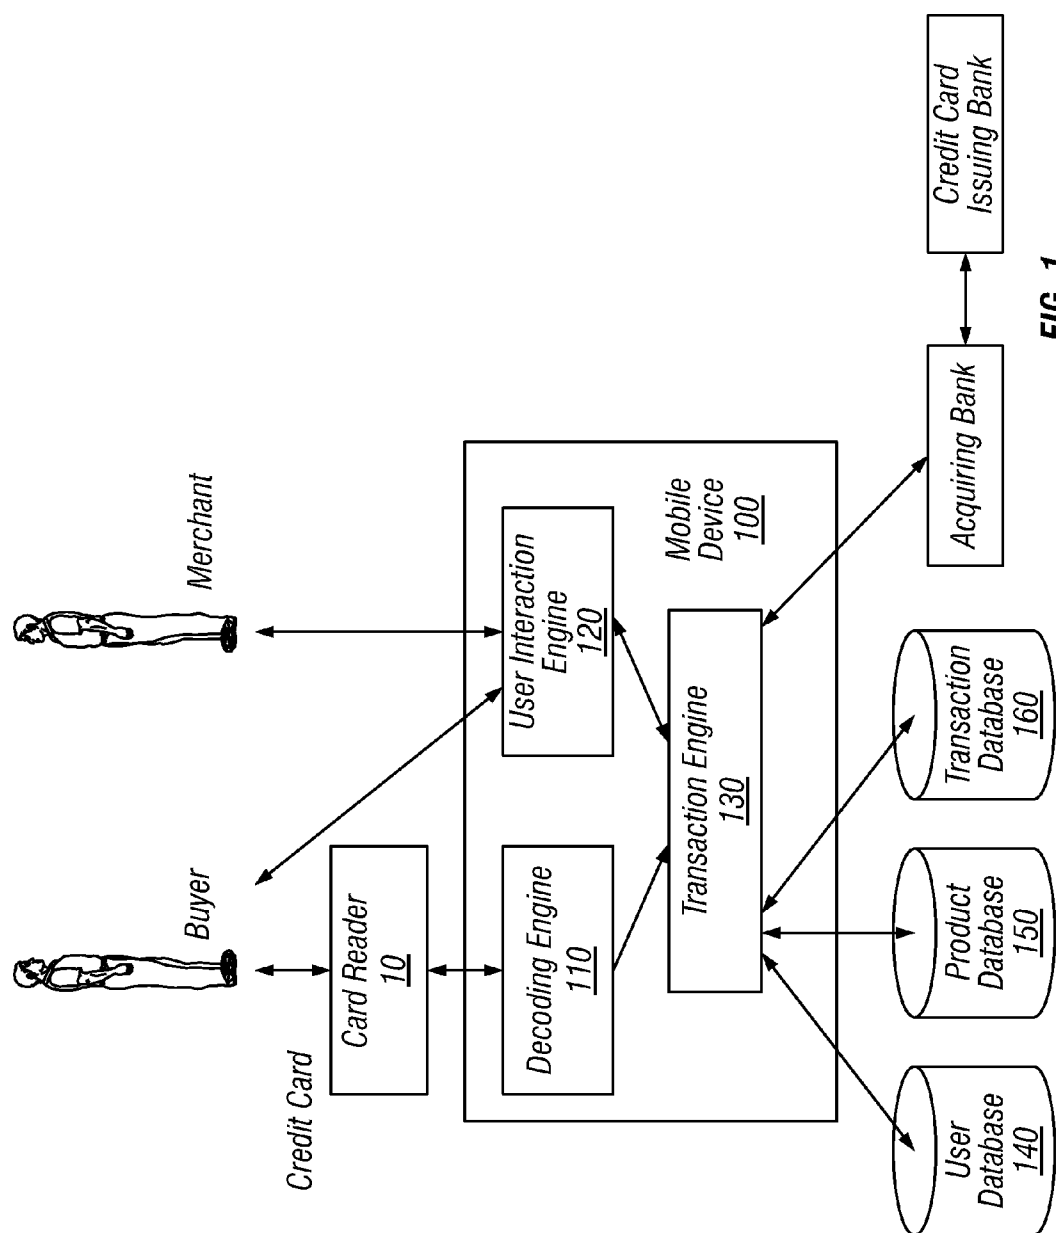 Buyer
Merchant
Credit Card
Card Reader
10
Decoding Engine
110
User Interaction
Engine
120
Transaction Engine
130
Mobile
Device
100
User
Database
140
Product
Database
150
Transaction
Database
160
Acquiring Bank
Credit Card
Issuing Bank
FIG. 1